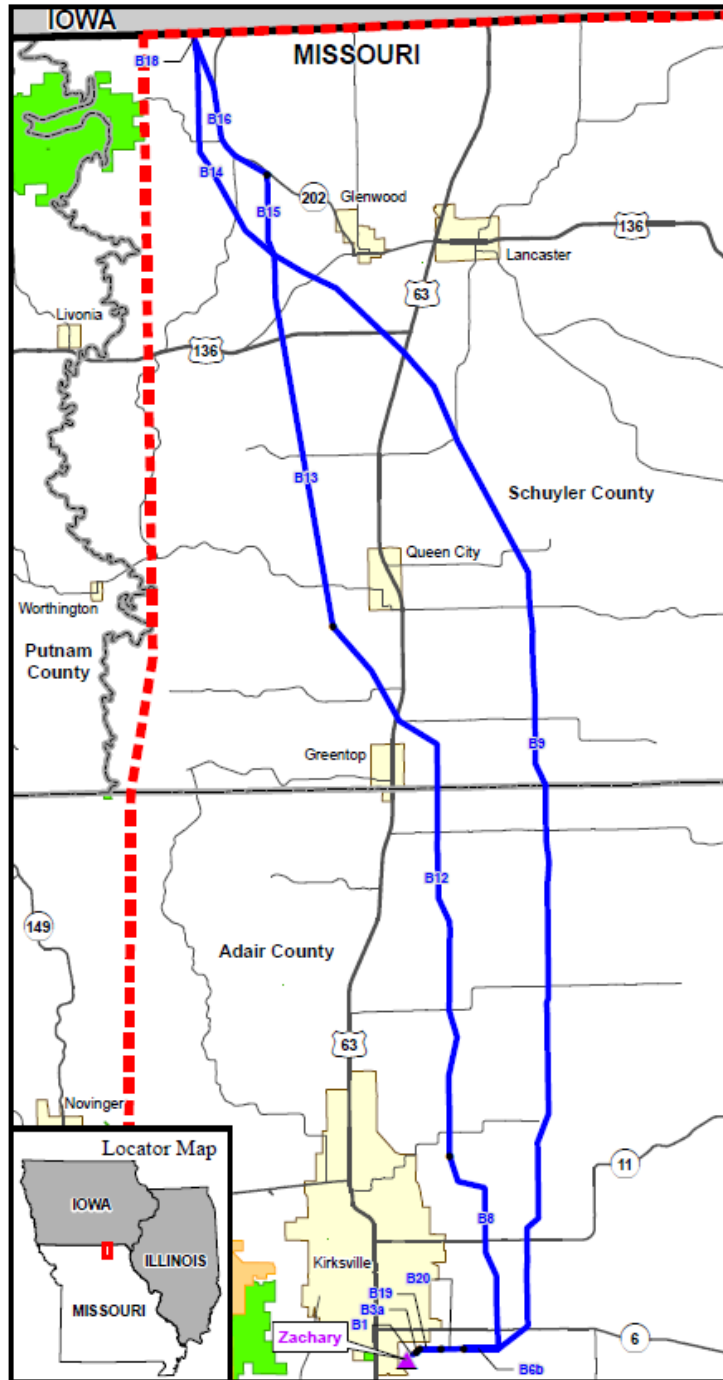 IOWA
MISSOURI
B18
B16
B14
B15
202
Glenwood
136
Lancaster
63
Livonia
136
B13
Schuyler County
Queen City
Worthington
Putnam
County
B9
Greentop
B12
149
Adair County
63
Novinger
Locator Map
IOWA
ILLINOIS
MISSOURI
11
B8
Kirksville
B20
B19
B3a
B1
Zachary
6
B6b